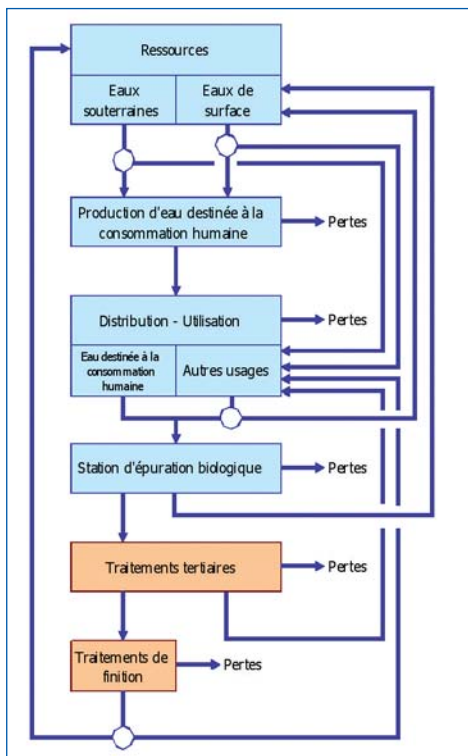 Ressources
Eaux
souterraines
Eaux de
surface
Production d'eau destinée à la
consommation humaine
Pertes
Distribution - Utilisation
Pertes
Eau destinée à la
consommation
humaine
Autres usages
Station d'épuration biologique
Pertes
Traitements tertiaires
Pertes
Traitements de
finition
Pertes